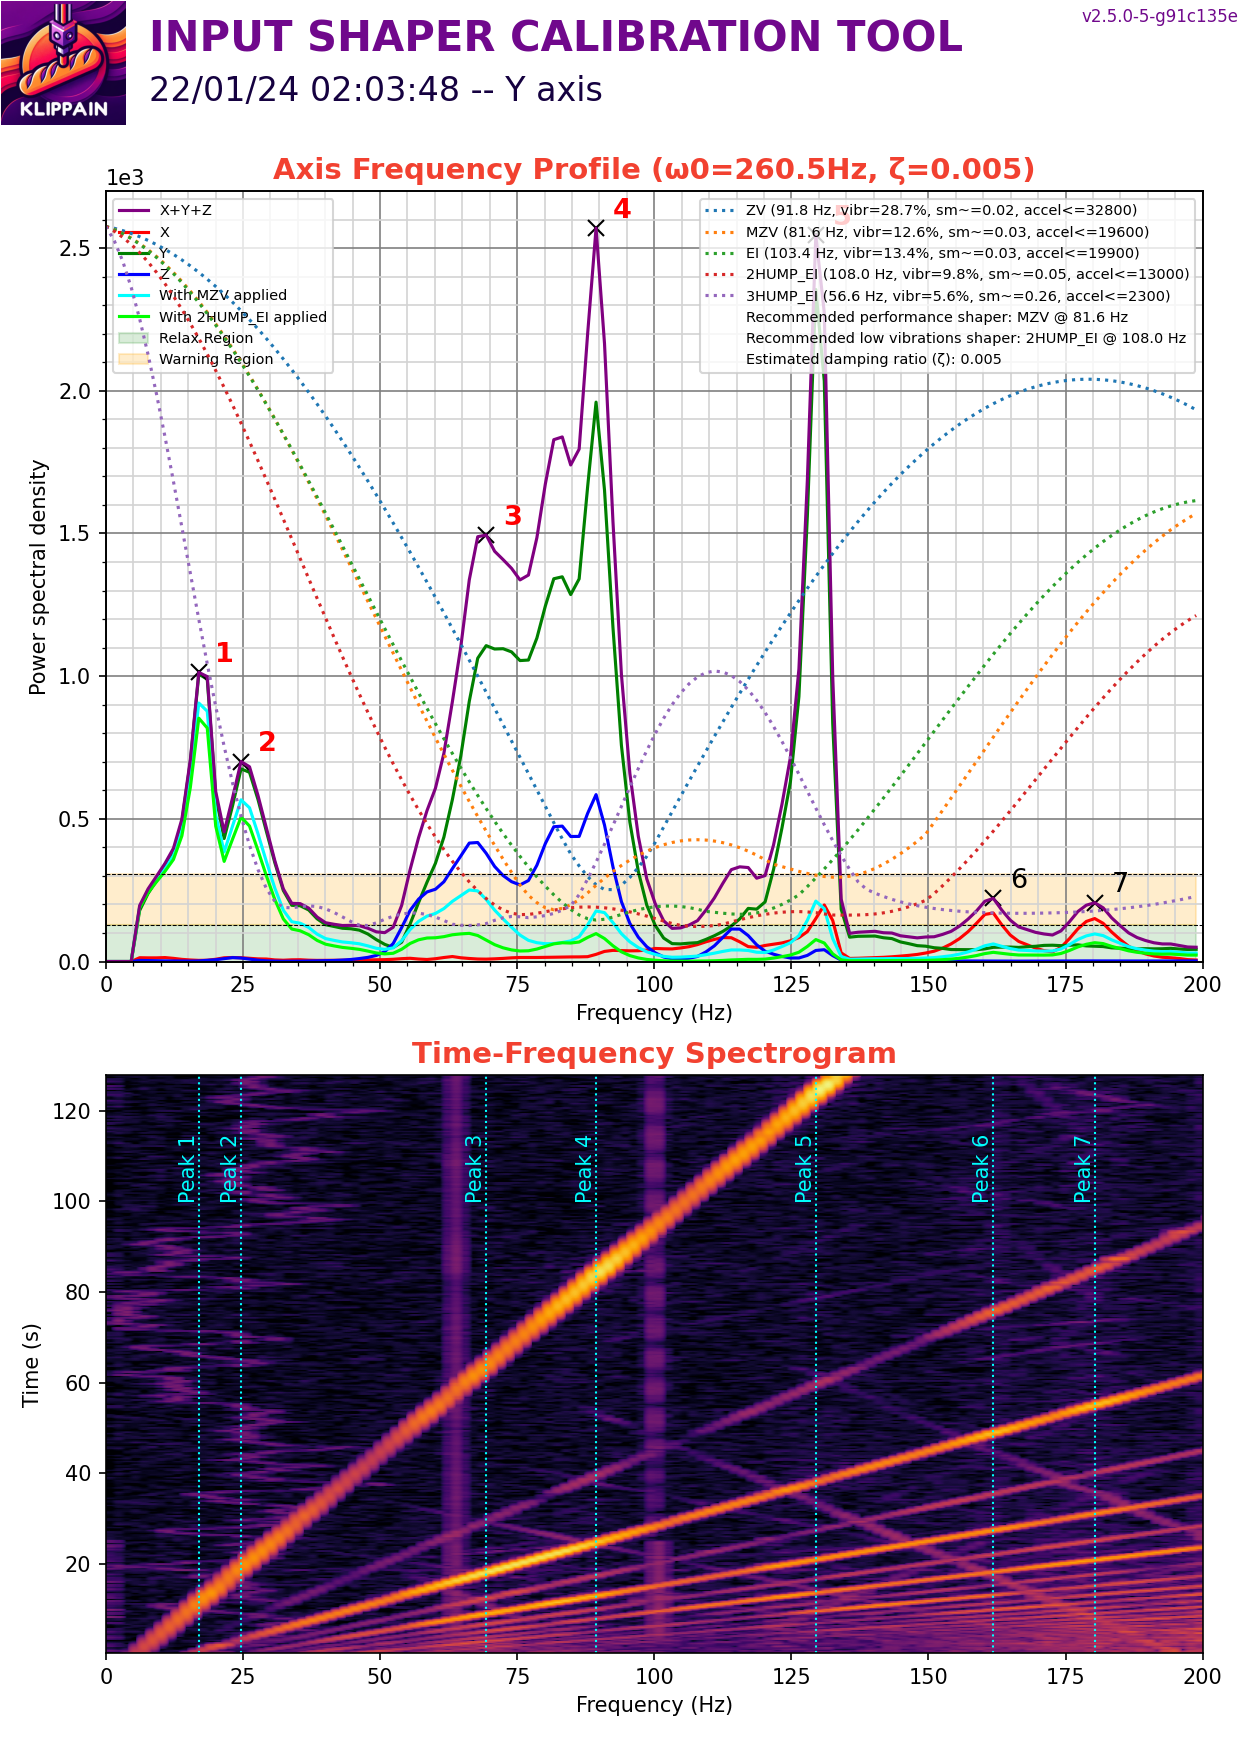 v2.5.0-5-g91c135e
INPUT SHAPER CALIBRATION TOOL
22/01/24 02:03:48 -- Y axis
KLIPPAIN
Axis Frequency Profile (ω0=260.5Hz, ζ=0.005)
1e3
X+Y+Z
X
Y
Z
With MZV applied
With 2HUMP_EI applied
Relax Region
Warning Region
ZV (91.8 Hz, vibr=28.7%, sm~=0.02, accel<=32800)
MZV (81.6 Hz, vibr=12.6%, sm~=0.03, accel<=19600)
EI (103.4 Hz, vibr=13.4%, sm~=0.03, accel<=19900)
2HUMP_EI (108.0 Hz, vibr=9.8%, sm~=0.05, accel<=13000)
3HUMP_EI (56.6 Hz, vibr=5.6%, sm~=0.26, accel<=2300)
Recommended performance shaper: MZV @ 81.6 Hz
Recommended low vibrations shaper: 2HUMP_EI @ 108.0 Hz
Estimated damping ratio (ζ): 0.005
1
2
3
4
5
6
7
Power spectral density
2.5
2.0
1.5
1.0
0.5
0.0
0 25 50 75 100 125 150 175 200
Frequency (Hz)
Time-Frequency Spectrogram
Time (s)
120
100
80
60
40
20
Peak 1
Peak 2
Peak 3
Peak 4
Peak 5
Peak 6
Peak 7
0 25 50 75 100 125 150 175 200
Frequency (Hz)